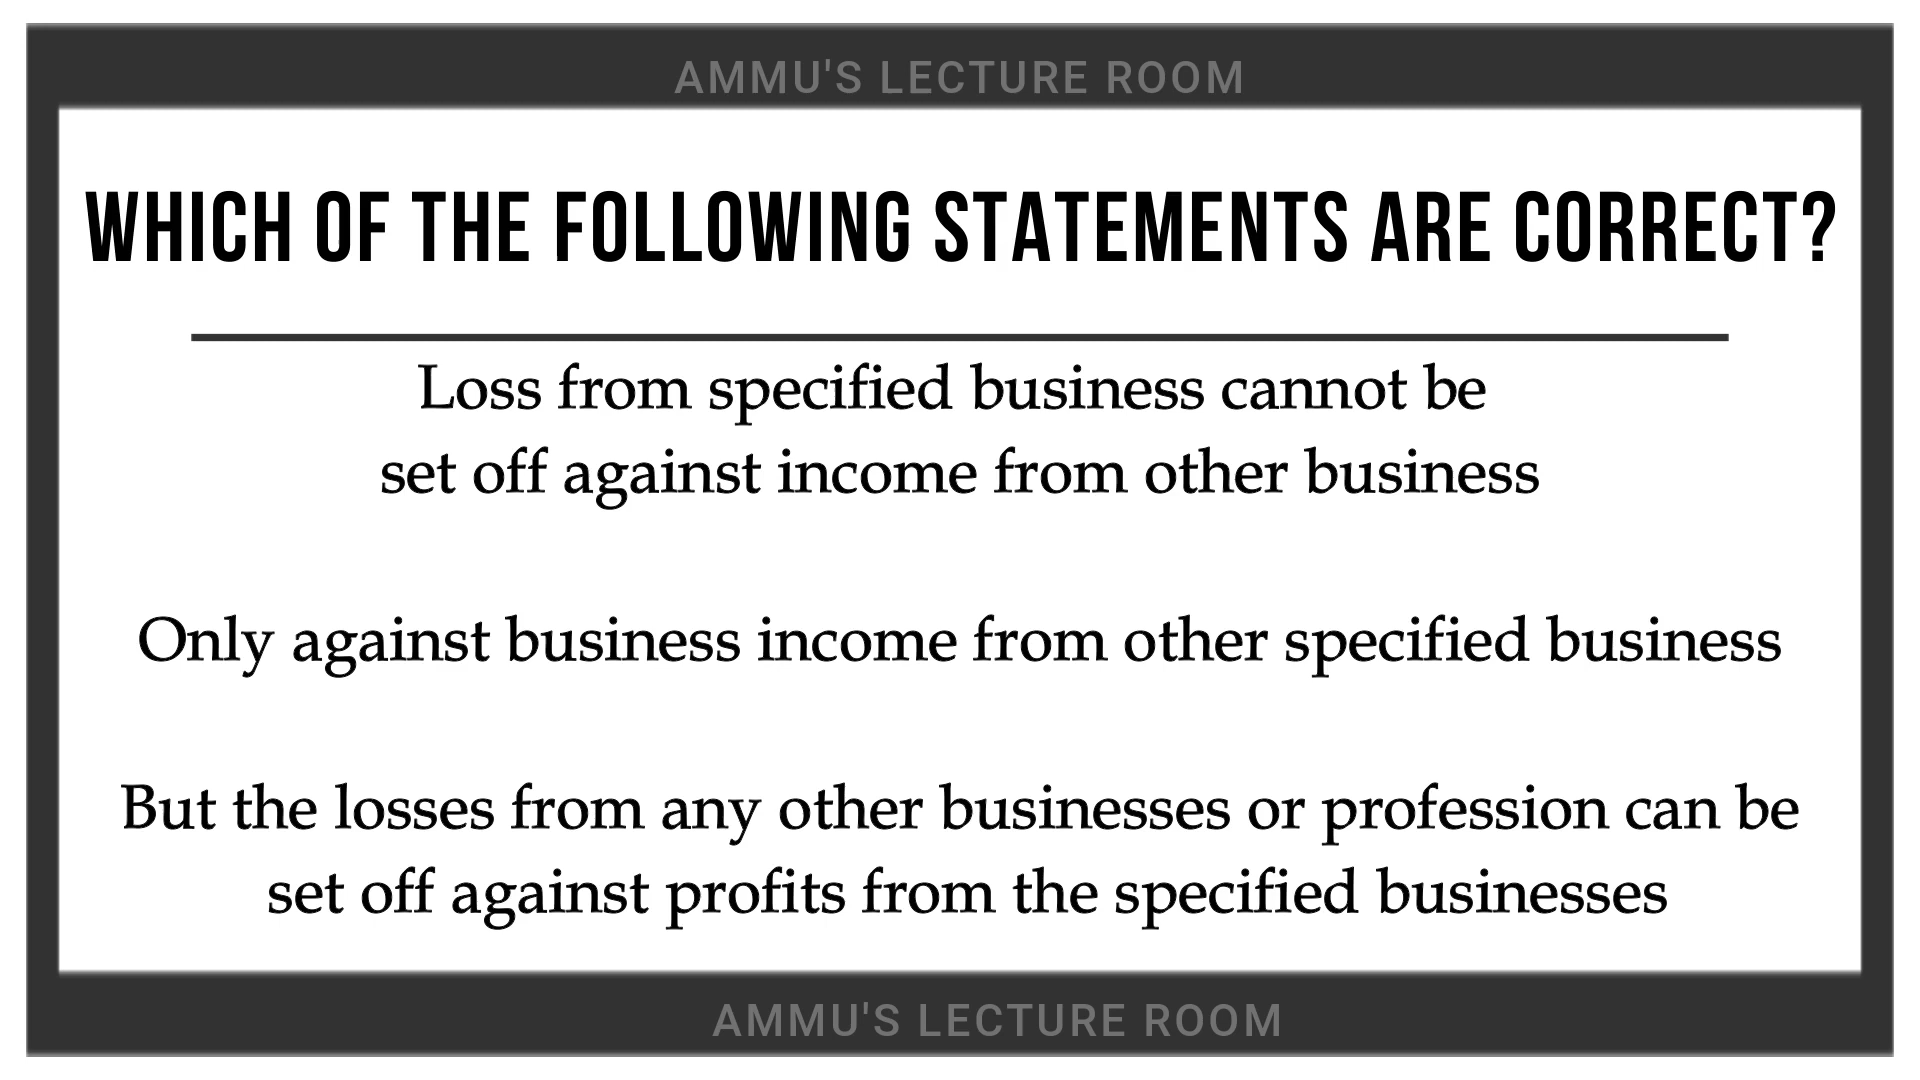 AMMU'S LECTURE ROOM
WHICH OF THE FOLLOWING STATEMENTS ARE CORRECT?
Loss from specified business cannot be
set off against income from other business
Only against business income from other specified business
But the losses from any other businesses or profession can be
set off against profits from the specified businesses
AMMU'S LECTURE ROOM